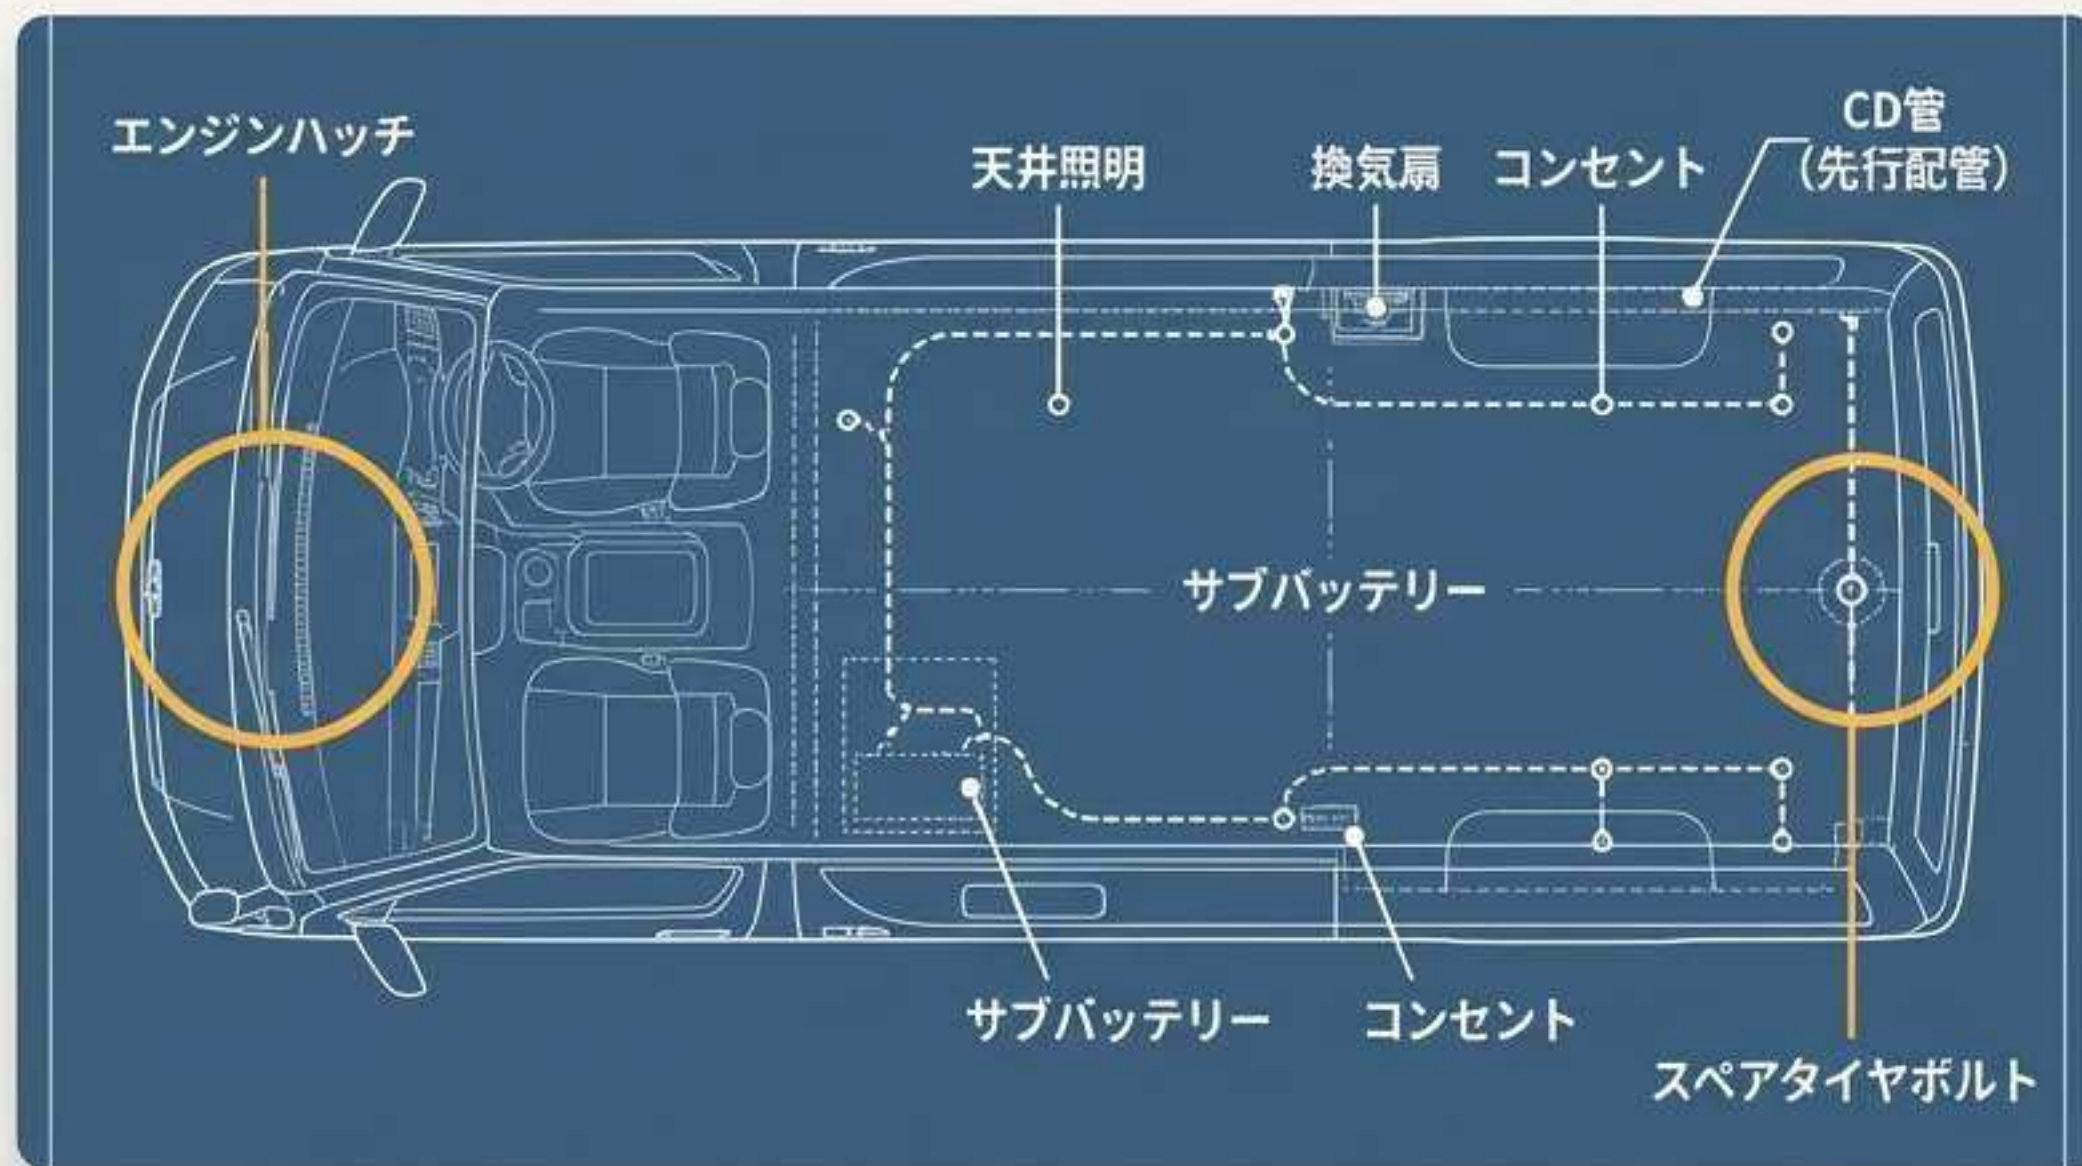 エンジンハッチ
天井照明
換気扇
コンセント
CD管
(先行配管)
サブバッテリー
サブバッテリー
コンセント
スペアタイヤボルト